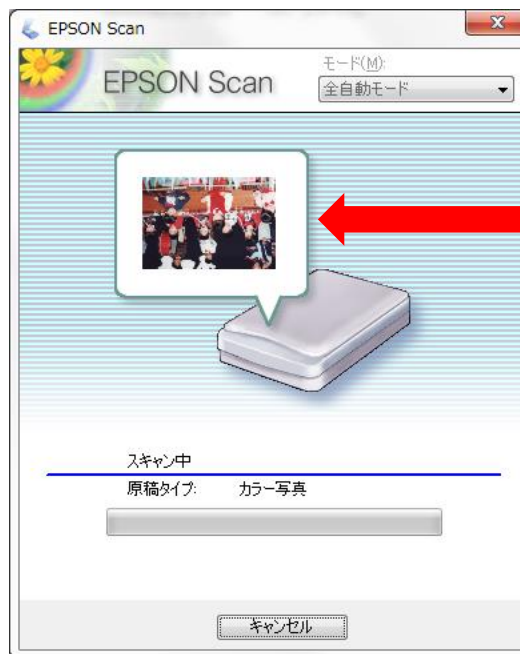 EPSON Scan
EPSON Scan
モード(M):
全自動モード
スキャン中
原稿タイプ: カラー写真
キャンセル